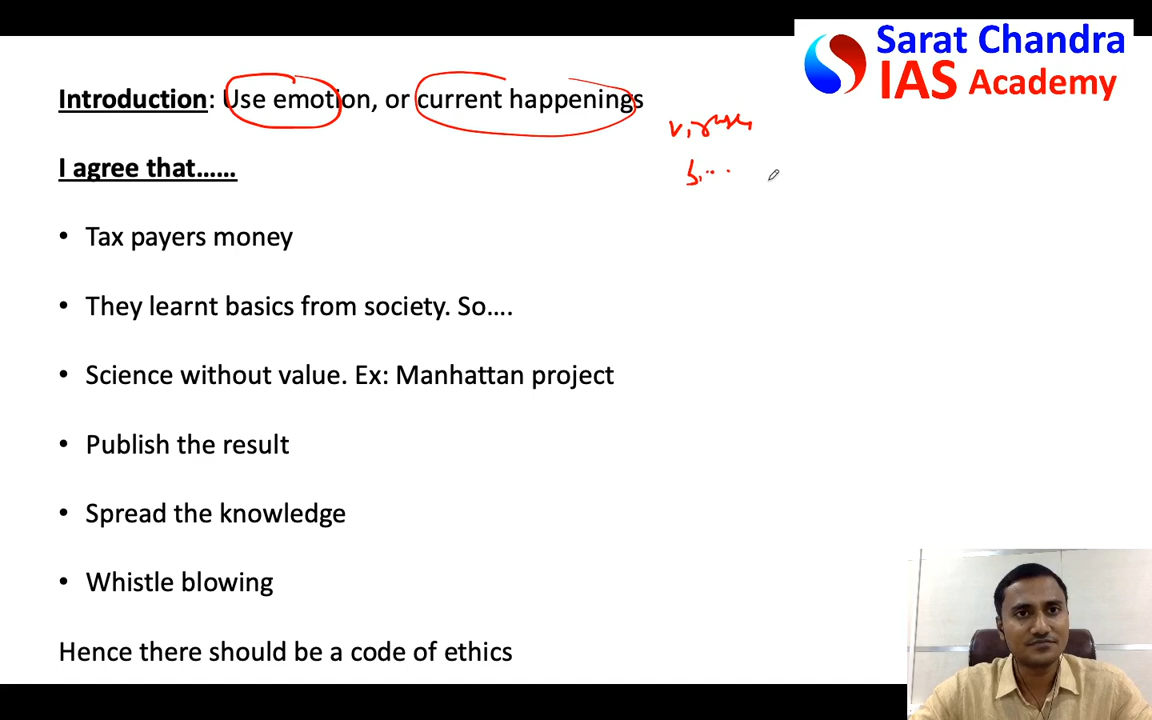 Sarat Chandra
IAS Academy
Introduction: Use emotion, or current happenings
I agree that……
• Tax payers money
• They learnt basics from society. So….
• Science without value. Ex: Manhattan project
• Publish the result
• Spread the knowledge
• Whistle blowing
Hence there should be a code of ethics